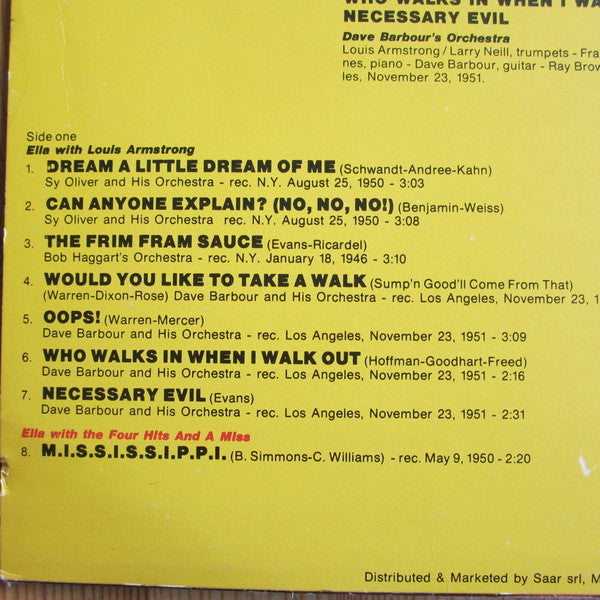 WHO WALKS IN WHEN I WA
NECESSARY EVIL
Dave Barbour's Orchestra
Louis Armstrong/Larry Neill, trumpets - Fra
nes, piano - Dave Barbour, guitar - Ray Brow
les, November 23, 1951.
Side one
Ella with Louis Armstrong
1. DREAM A LITTLE DREAM OF ME (Schwandt-Andree-Kahn)
Sy Oliver and His Orchestra - rec. N.Y. August 25, 1950 - 3:03
2. CAN ANYONE EXPLAIN? (NO, NO, NO!) (Benjamin-Weiss)
Sy Oliver and His Orchestra rec. N.Y. August 25, 1950 - 3:08
3. THE FRIM FRAM SAUCE (Evans-Ricardel)
Bob Haggart's Orchestra - rec. N.Y. January 18, 1946 - 3:10
4. WOULD YOU LIKE TO TAKE A WALK (Sump'n Good'll Come From That)
(Warren-Dixon-Rose) Dave Barbour and His Orchestra - rec. Los Angeles, November 23, 1
5. OOPS! (Warren-Mercer)
Dave Barbour and His Orchestra - rec. Los Angeles, November 23, 1951 - 3:09
6. WHO WALKS IN WHEN I WALK OUT (Hoffman-Goodhart-Freed)
Dave Barbour and His Orchestra - rec. Los Angeles, November 23, 1951 - 2:16
7. NECESSARY EVIL (Evans)
Dave Barbour and His Orchestra - rec. Los Angeles, November 23, 1951 - 2:31
Ella with the Four Hits And A Miss
8. M.I.S.S.I.S.S.I.P.P.I. (B. Simmons-C. Williams) - rec. May 9, 1950 - 2:20
Distributed & Marketed by Saar srl, M